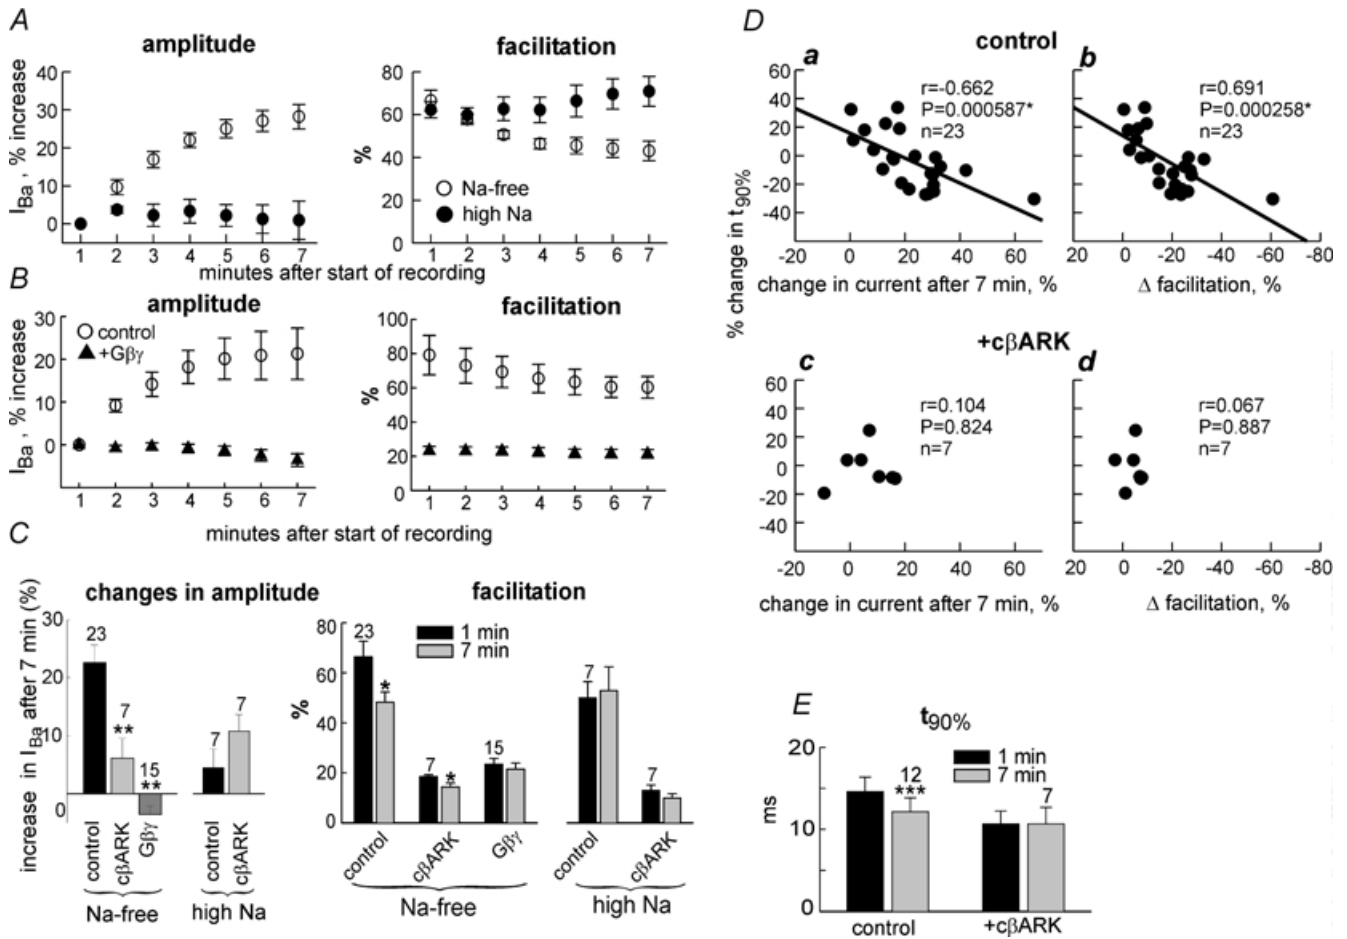 A
amplitude
facilitation
I Ba , % increase
40
30
20
10
0
1 2 3 4 5 6 7
%
80
60
40
20
0
Na-free
high Na
1 2 3 4 5 6 7
minutes after start of recording
B
amplitude
facilitation
I Ba , % increase
30
20
10
0
control
+Gβγ
1 2 3 4 5 6 7
%
100
80
60
40
20
0
1 2 3 4 5 6 7
minutes after start of recording
C
changes in amplitude
facilitation
increase in I Ba after 7 min (%)
30
20
10
0
23
7
**
15
**
7
7
control
cβARK
Gβγ
control
cβARK
Na-free
high Na
%
80
60
40
20
0
1 min
7 min
23
*
7
*
15
7
7
control
cβARK
Gβγ
control
cβARK
Na-free
high Na
D
control
% change in t90%
a
60
40
20
0
-20
-40
r=-0.662
P=0.000587*
n=23
-20 0 20 40 60
change in current after 7 min, %
b
r=0.691
P=0.000258*
n=23
20 0 -20 -40 -60 -80
Δ facilitation, %
+cβARK
c
60
40
20
0
-20
-40
r=0.104
P=0.824
n=7
-20 0 20 40 60
change in current after 7 min, %
d
r=0.067
P=0.887
n=7
20 0 -20 -40 -60 -80
Δ facilitation, %
E
t90%
ms
20
10
0
1 min
7 min
12
***
7
control
+cβARK